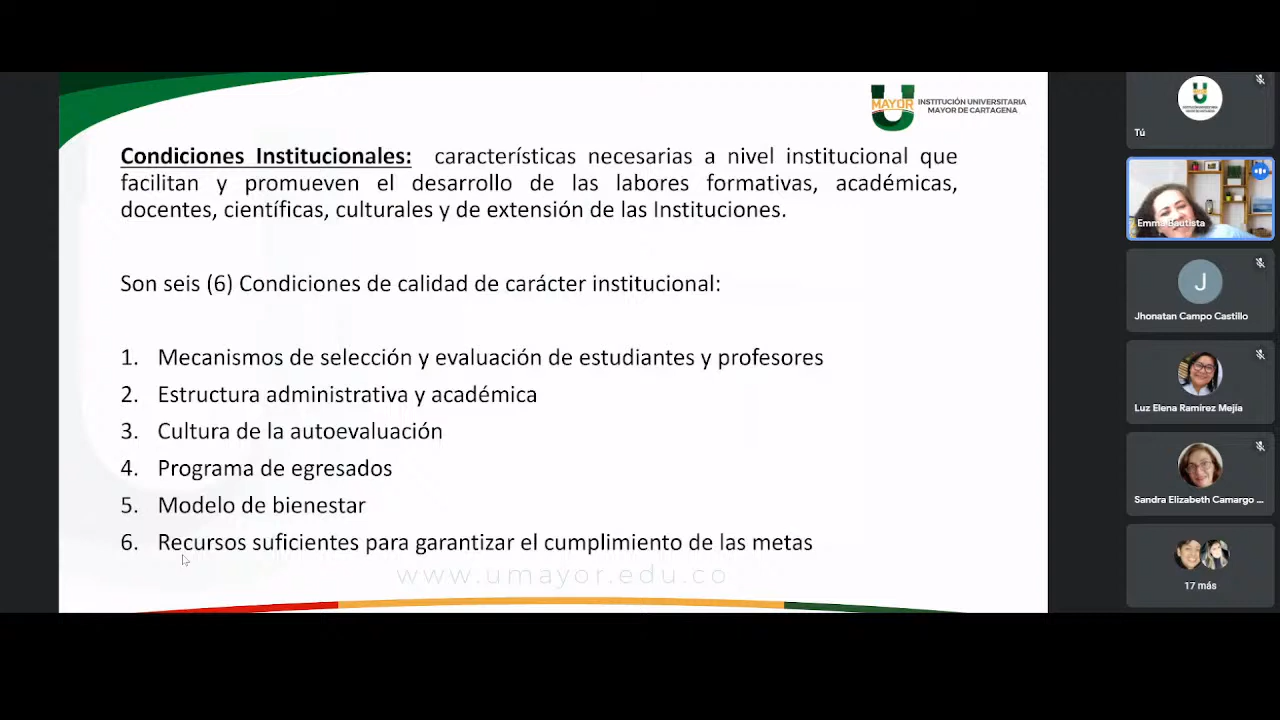 MAYOR
INSTITUCIÓN UNIVERSITARIA
MAYOR DE CARTAGENA
Condiciones Institucionales: características necesarias a nivel institucional que
facilitan y promueven el desarrollo de las labores formativas, académicas,
docentes, científicas, culturales y de extensión de las Instituciones.
Son seis (6) Condiciones de calidad de carácter institucional:
1. Mecanismos de selección y evaluación de estudiantes y profesores
2. Estructura administrativa y académica
3. Cultura de la autoevaluación
4. Programa de egresados
5. Modelo de bienestar
6. Recursos suficientes para garantizar el cumplimiento de las metas
www.umayor.edu.co
Tú
Emma Bautista
J
Jhonatan Campo Castillo
Luz Elena Ramirez Mejía
Sandra Elizabeth Camargo ...
17 más